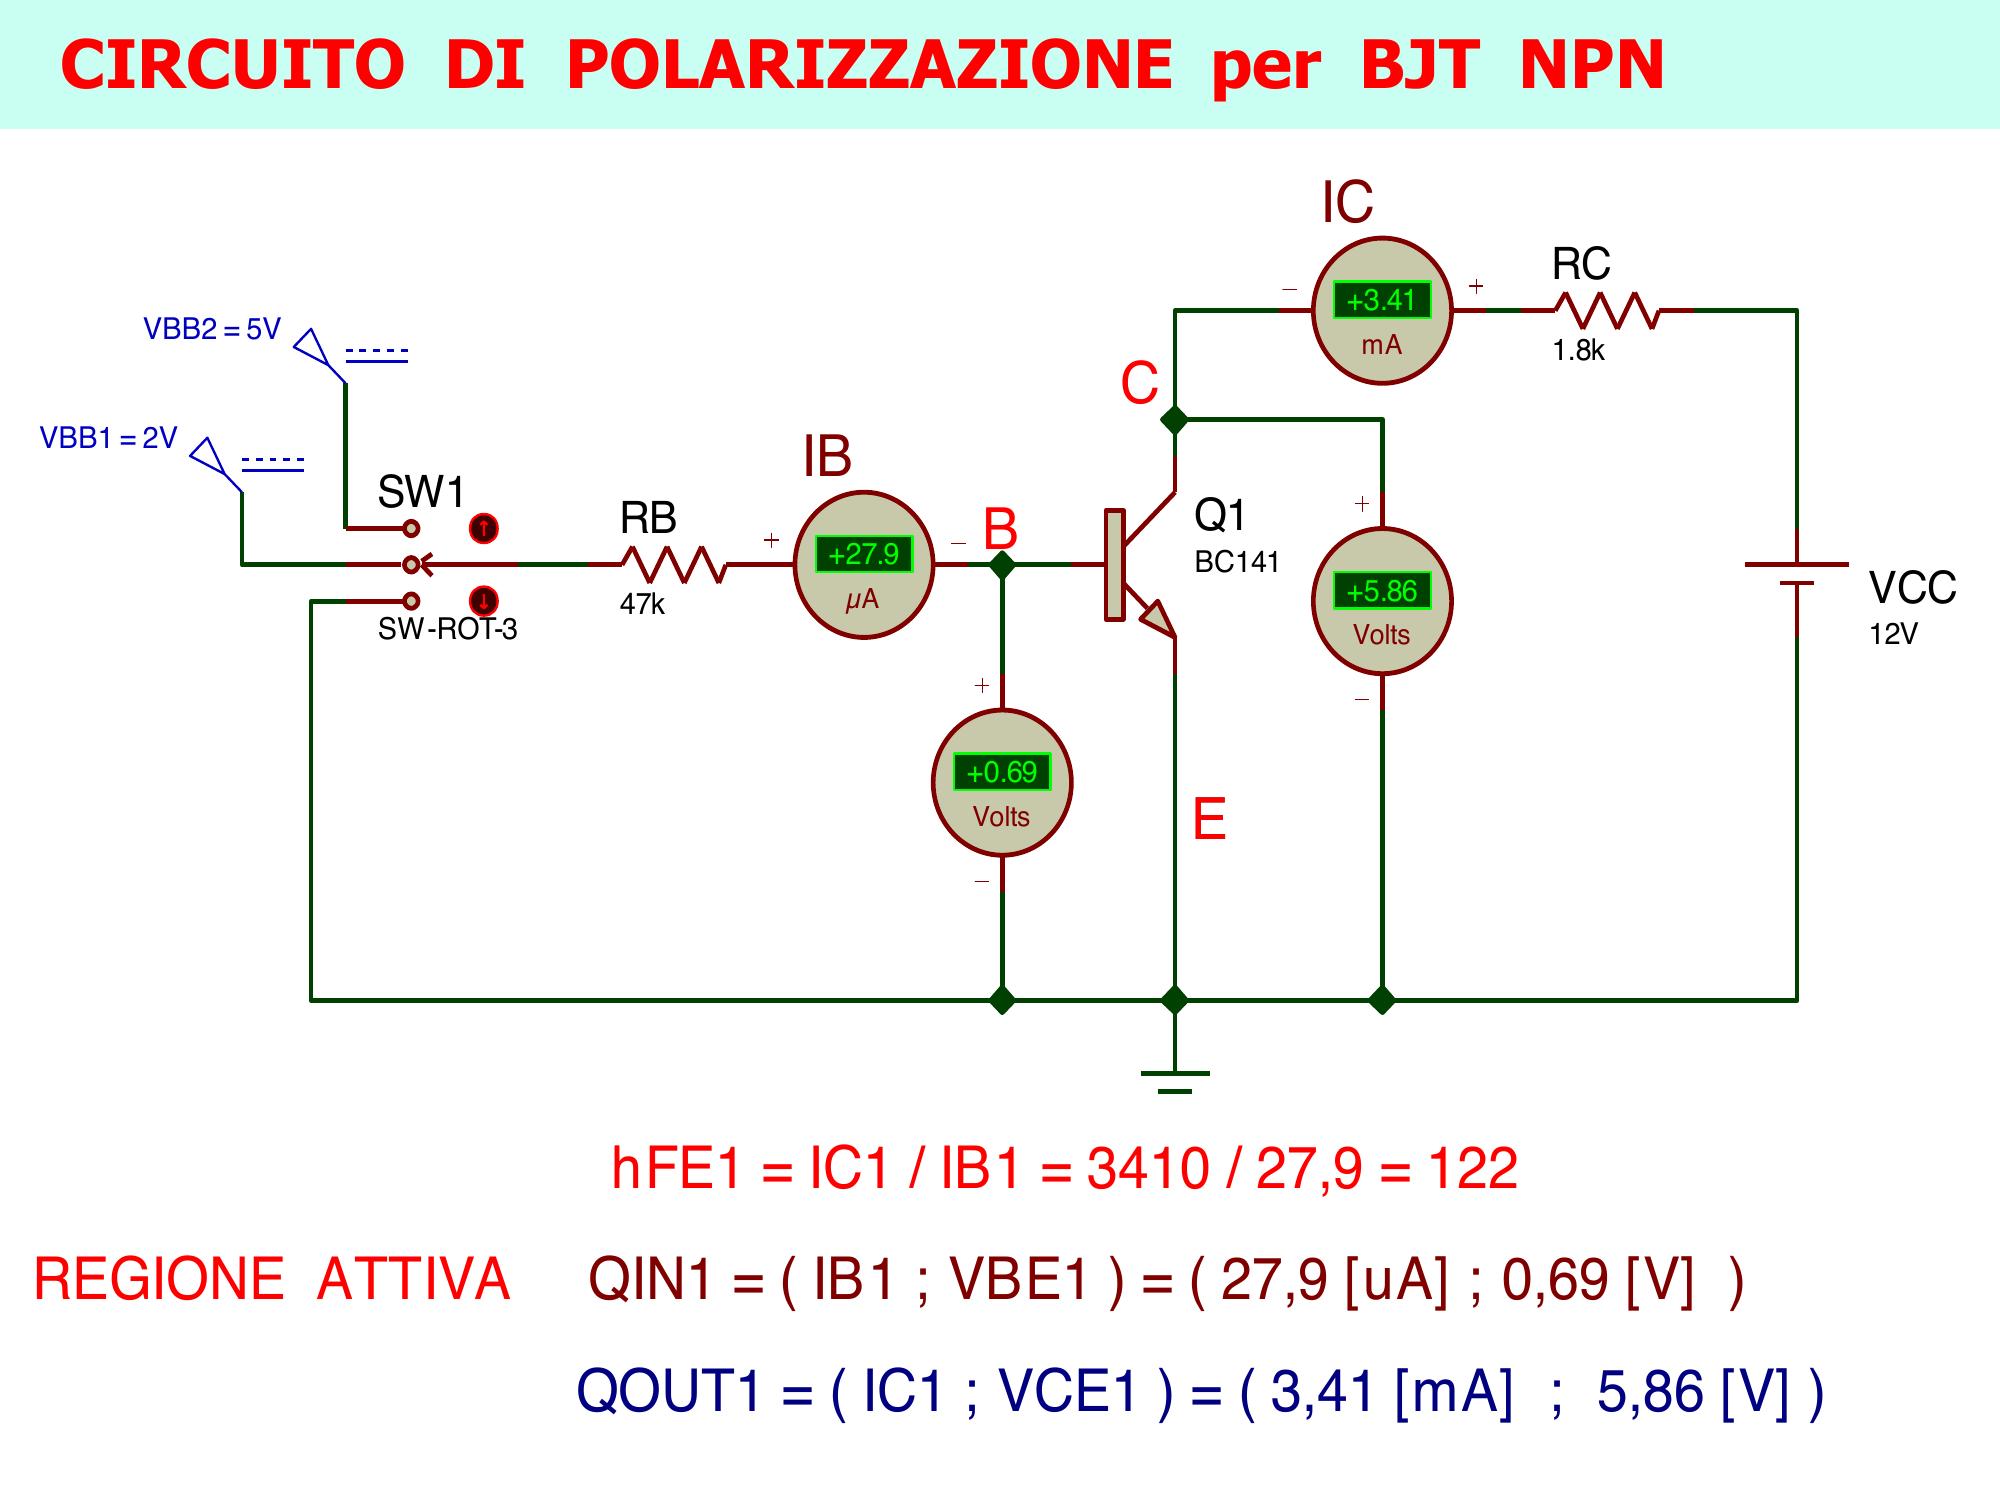 CIRCUITO DI POLARIZZAZIONE per BJT NPN
IC
+3.41
mA
- +
RC
1.8k
VBB2 = 5V
VBB1 = 2V
C
IB
+27.9
µA
+ -
SW1
SW-ROT-3
RB
47k
B
Q1
BC141
+
+5.86
Volts
-
VCC
12V
+
+0.69
Volts
-
E
hFE1 = IC1 / IB1 = 3410 / 27,9 = 122
REGIONE ATTIVA QIN1 = ( IB1 ; VBE1 ) = ( 27,9 [uA] ; 0,69 [V] )
QOUT1 = ( IC1 ; VCE1 ) = ( 3,41 [mA] ; 5,86 [V] )